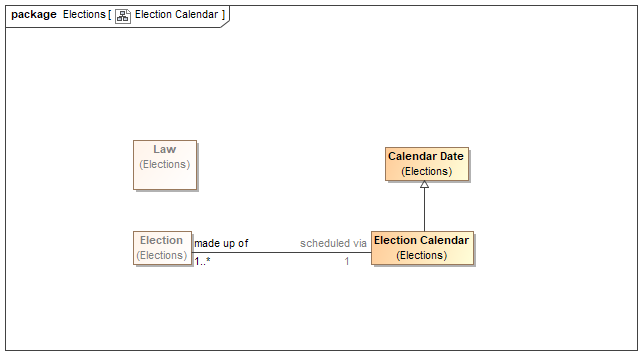 package Elections [ Election Calendar ]
Law
(Elections)
Calendar Date
(Elections)
Election
(Elections)
made up of
1..*
scheduled via
1
Election Calendar
(Elections)